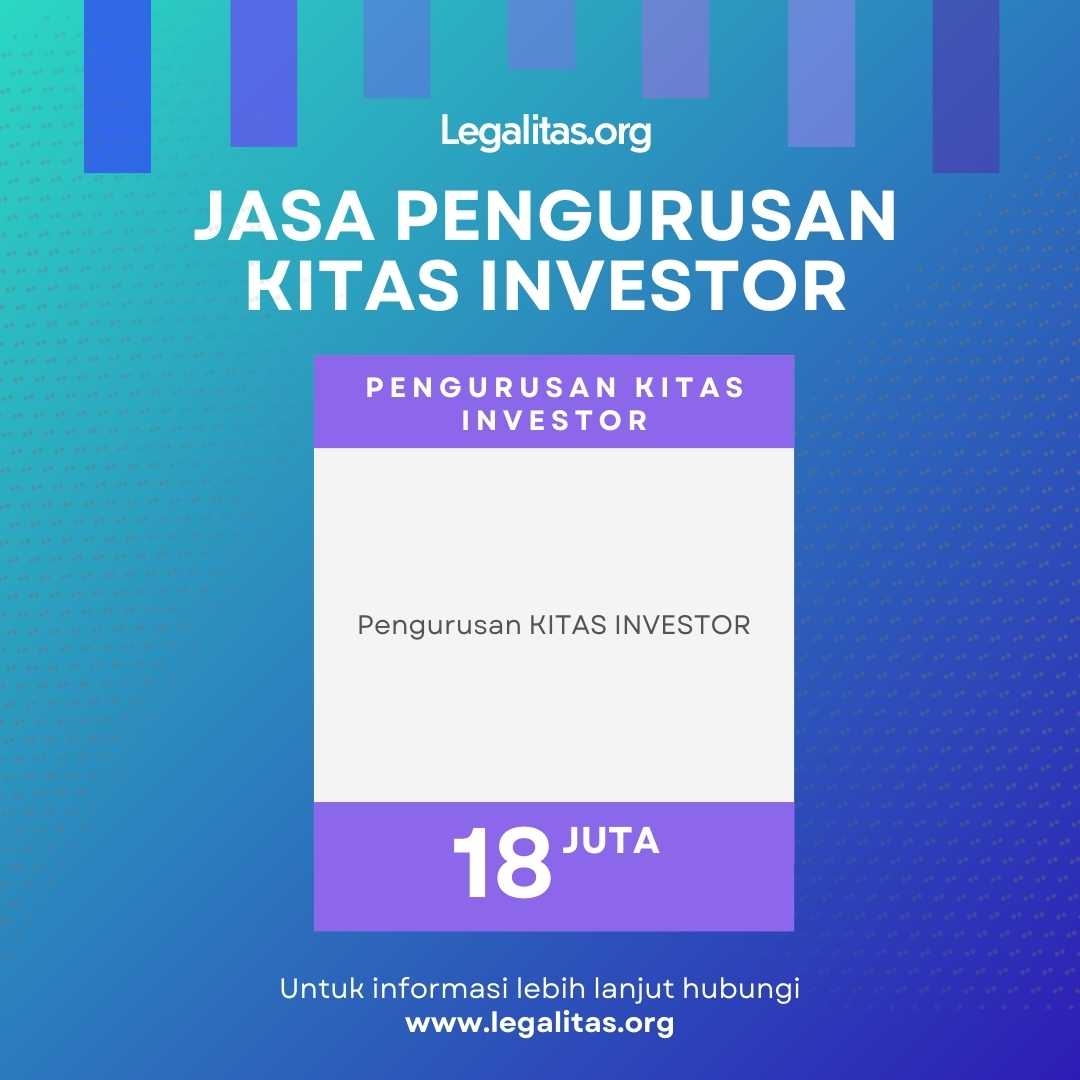 Legalitas.org
JASA PENGURUSAN
KITAS INVESTOR
PENGURUSAN KITAS
INVESTOR
Pengurusan KITAS INVESTOR
18 JUTA
Untuk informasi lebih lanjut hubungi
www.legalitas.org